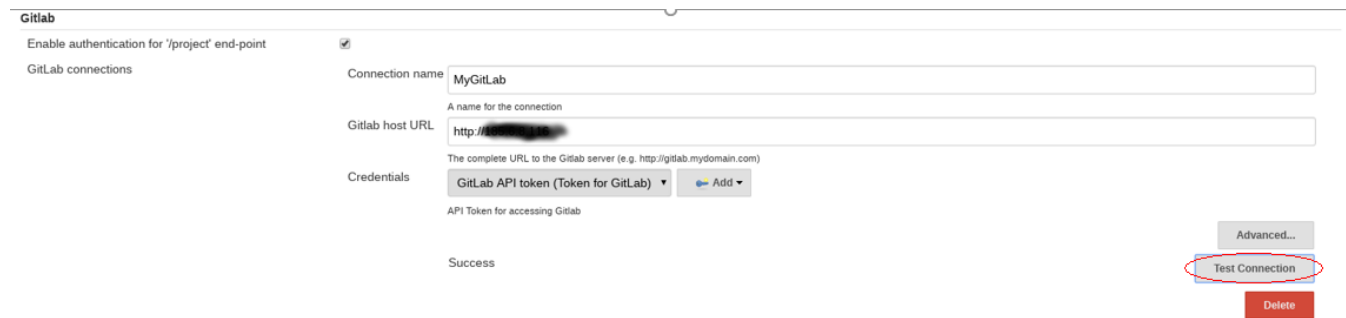 Gitlab
Enable authentication for '/project' end-point
GitLab connections
Connection name MyGitLab
A name for the connection
Gitlab host URL http://
The complete URL to the Gitlab server (e.g. http://gitlab.mydomain.com)
Credentials GitLab API token (Token for GitLab) Add
API Token for accessing Gitlab
Advanced...
Success Test Connection
Delete